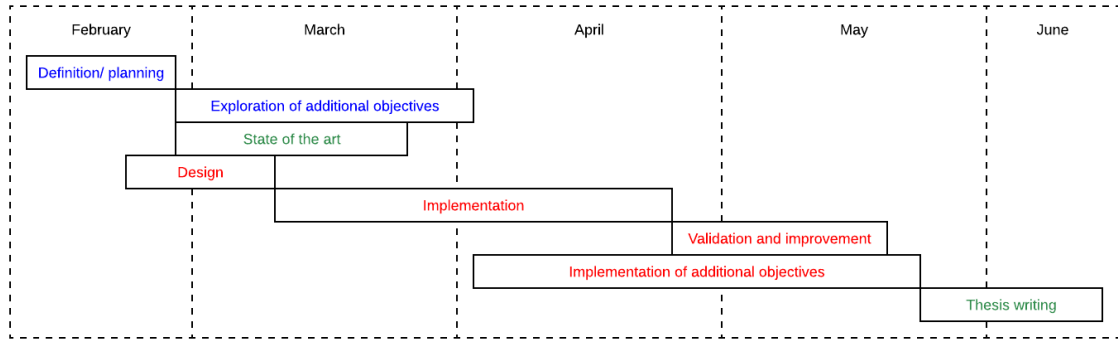 February
March
April
May
June
Definition/ planning
Exploration of additional objectives
State of the art
Design
Implementation
Validation and improvement
Implementation of additional objectives
Thesis writing